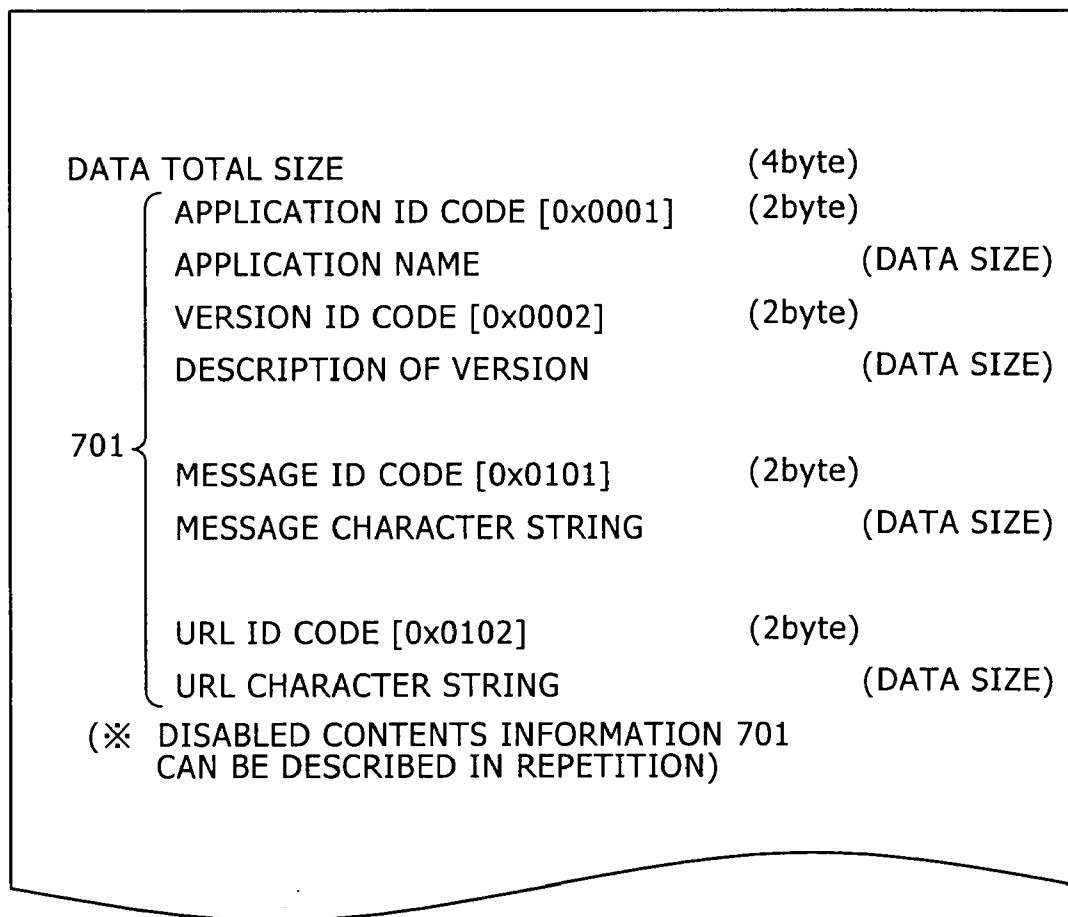 DATA TOTAL SIZE (4byte)
APPLICATION ID CODE [0x0001] (2byte)
APPLICATION NAME (DATA SIZE)
VERSION ID CODE [0x0002] (2byte)
DESCRIPTION OF VERSION (DATA SIZE)
701
MESSAGE ID CODE [0x0101] (2byte)
MESSAGE CHARACTER STRING (DATA SIZE)
URL ID CODE [0x0102] (2byte)
URL CHARACTER STRING (DATA SIZE)
(※ DISABLED CONTENTS INFORMATION 701
CAN BE DESCRIBED IN REPETITION)